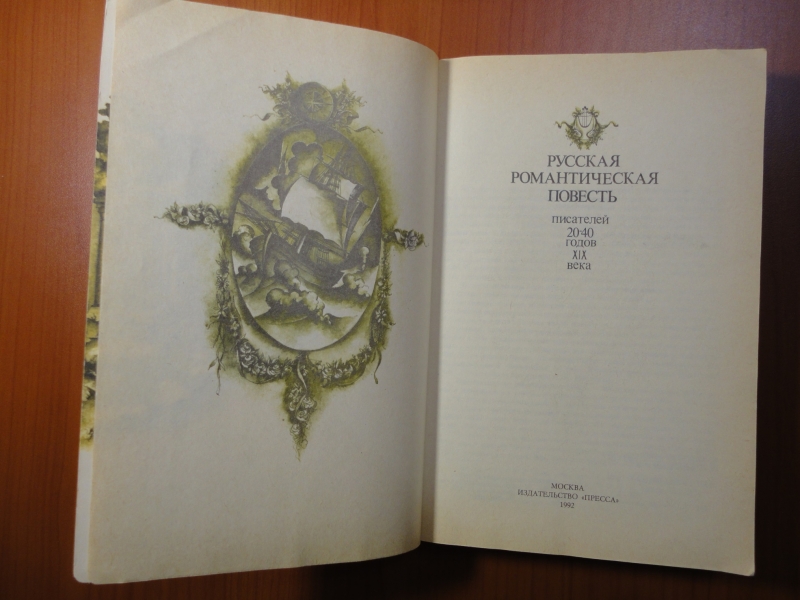 РУССКАЯ
РОМАНТИЧЕСКАЯ
ПОВЕСТЬ
писателей
20·40
годов
XIX
века
МОСКВА
ИЗДАТЕЛЬСТВО «ПРЕССА»
1992